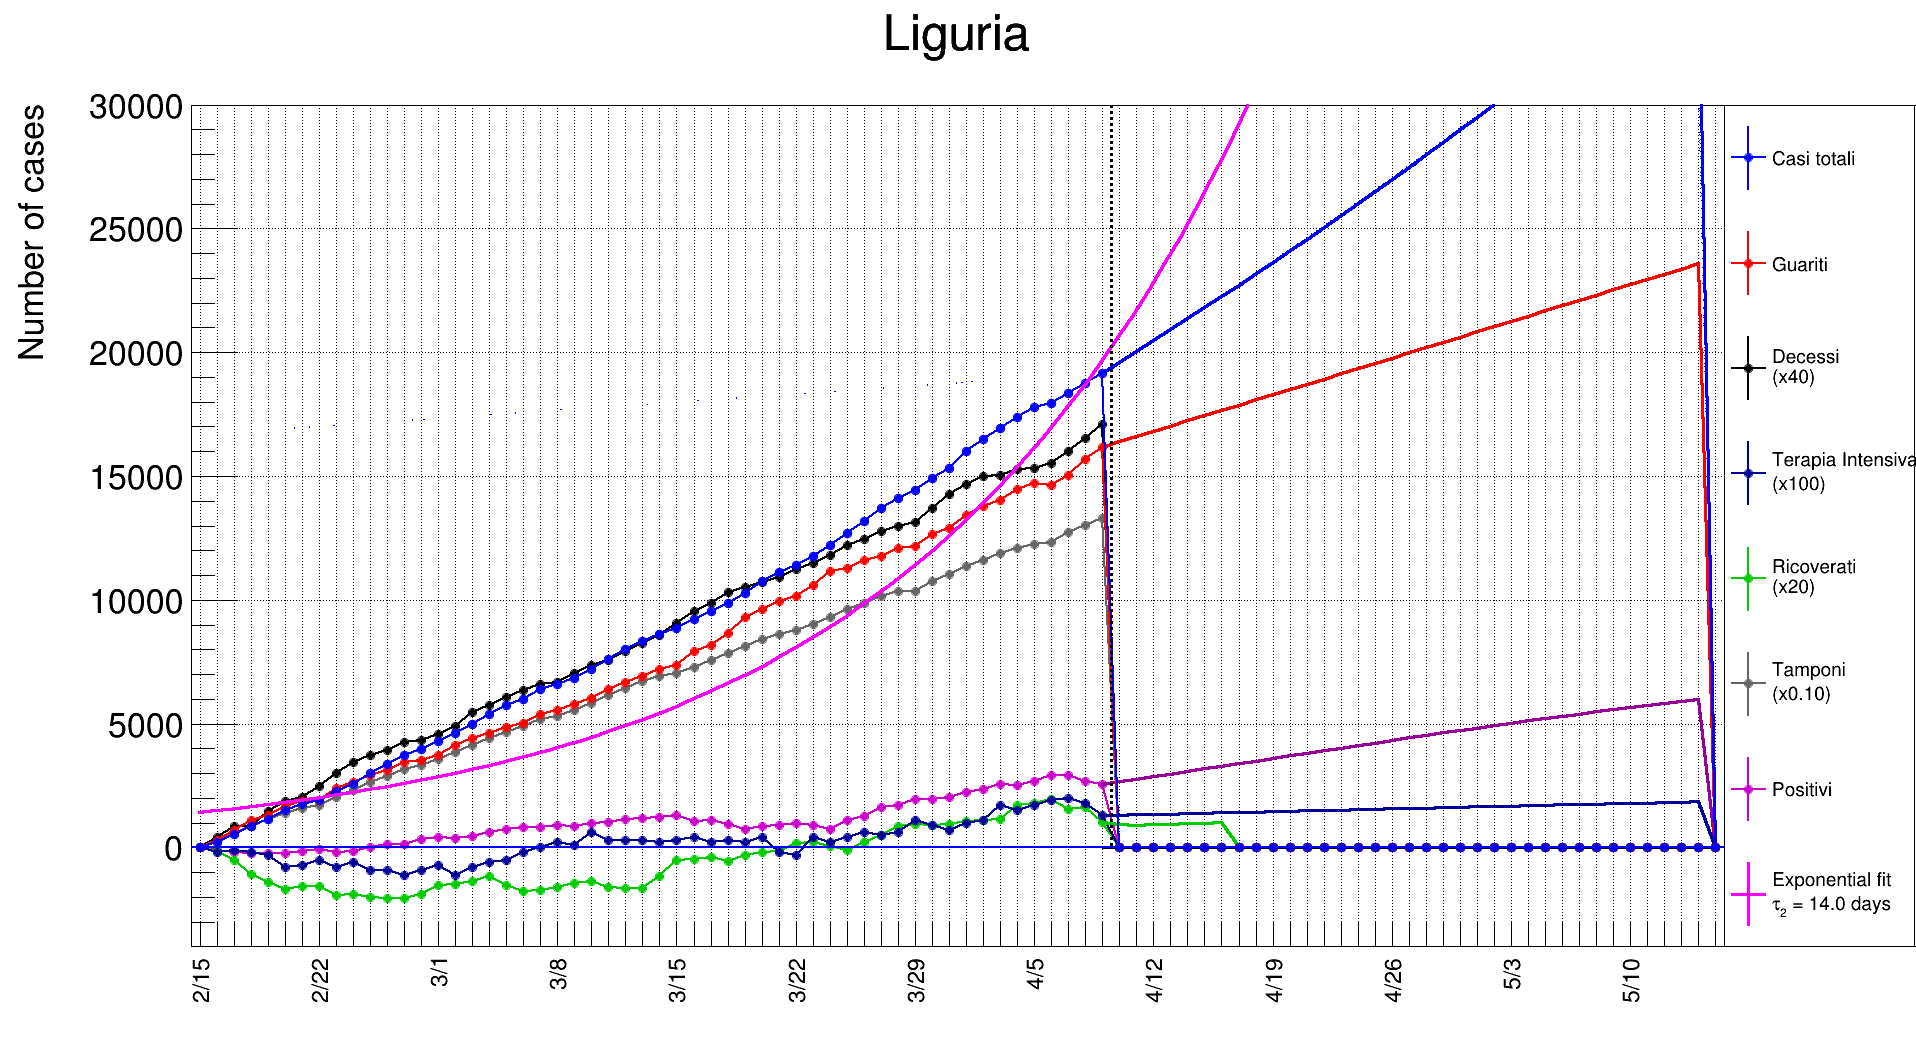 Liguria
Number of cases
30000
25000
20000
15000
10000
5000
0
2/15
2/22
3/1
3/8
3/15
3/22
3/29
4/5
4/12
4/19
4/26
5/3
5/10
Casi totali
Guariti
Decessi
(x40)
Terapia Intensiva
(x100)
Ricoverati
(x20)
Tamponi
(x0.10)
Positivi
Exponential fit
τ2 = 14.0 days